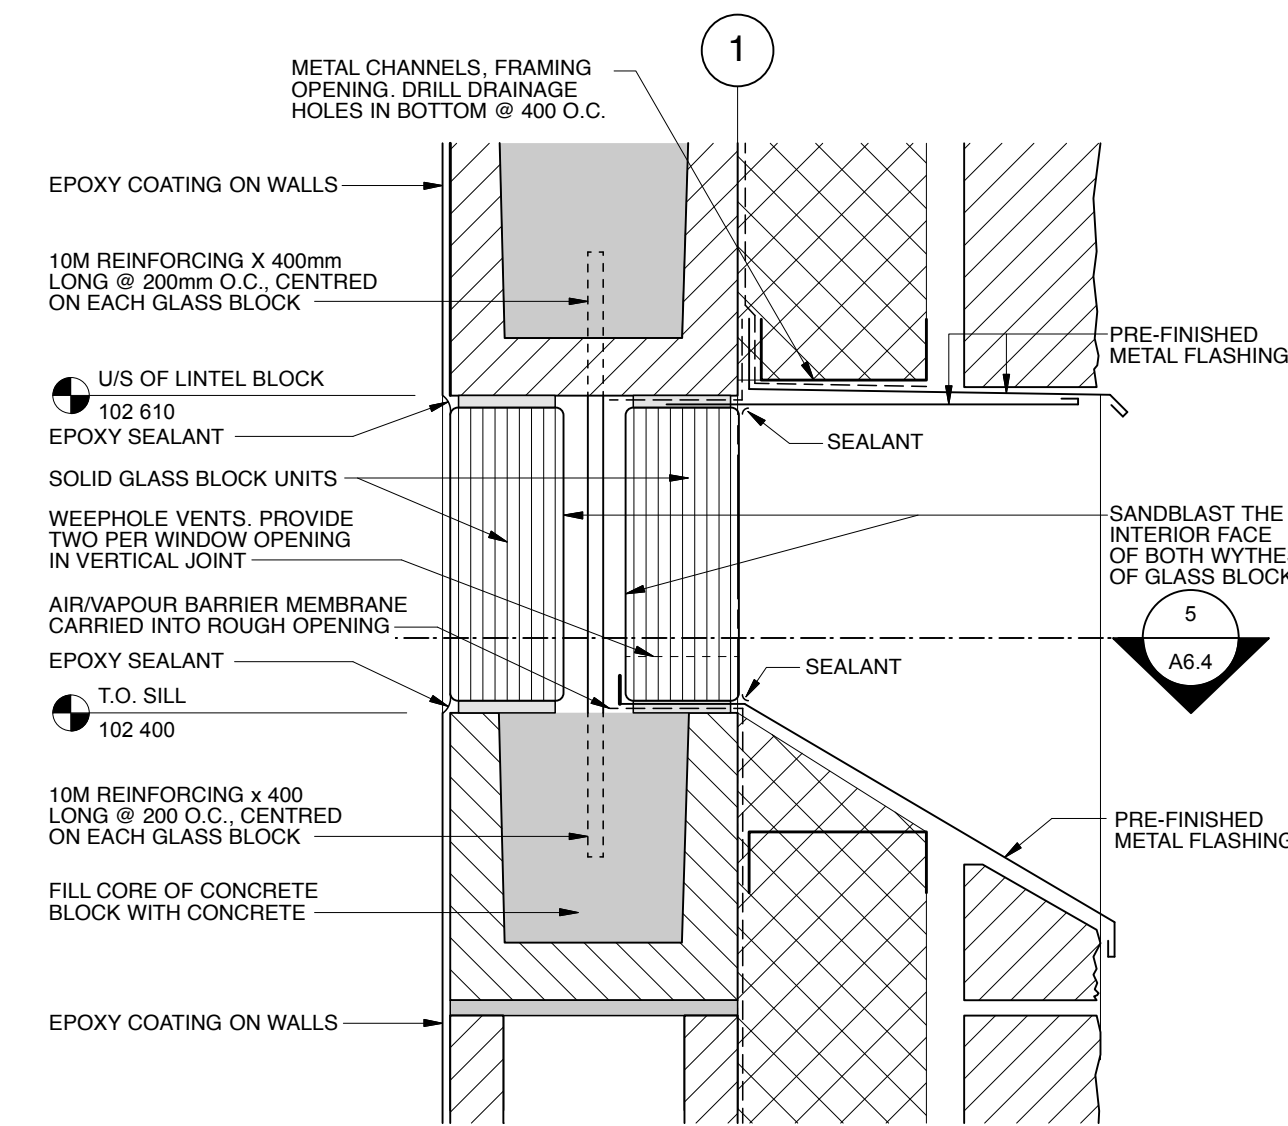 1
METAL CHANNELS, FRAMING
OPENING. DRILL DRAINAGE
HOLES IN BOTTOM @ 400 O.C.
EPOXY COATING ON WALLS
10M REINFORCING X 400mm
LONG @ 200mm O.C., CENTRED
ON EACH GLASS BLOCK
PRE-FINISHED
METAL FLASHING
U/S OF LINTEL BLOCK
102 610
EPOXY SEALANT
SEALANT
SOLID GLASS BLOCK UNITS
WEEPHOLE VENTS. PROVIDE
TWO PER WINDOW OPENING
IN VERTICAL JOINT
SANDBLAST THE
INTERIOR FACE
OF BOTH WYTHE
OF GLASS BLOCK
AIR/VAPOUR BARRIER MEMBRANE
CARRIED INTO ROUGH OPENING
5
A6.4
EPOXY SEALANT
SEALANT
T.O. SILL
102 400
10M REINFORCING x 400
LONG @ 200 O.C., CENTRED
ON EACH GLASS BLOCK
PRE-FINISHED
METAL FLASHING
FILL CORE OF CONCRETE
BLOCK WITH CONCRETE
EPOXY COATING ON WALLS